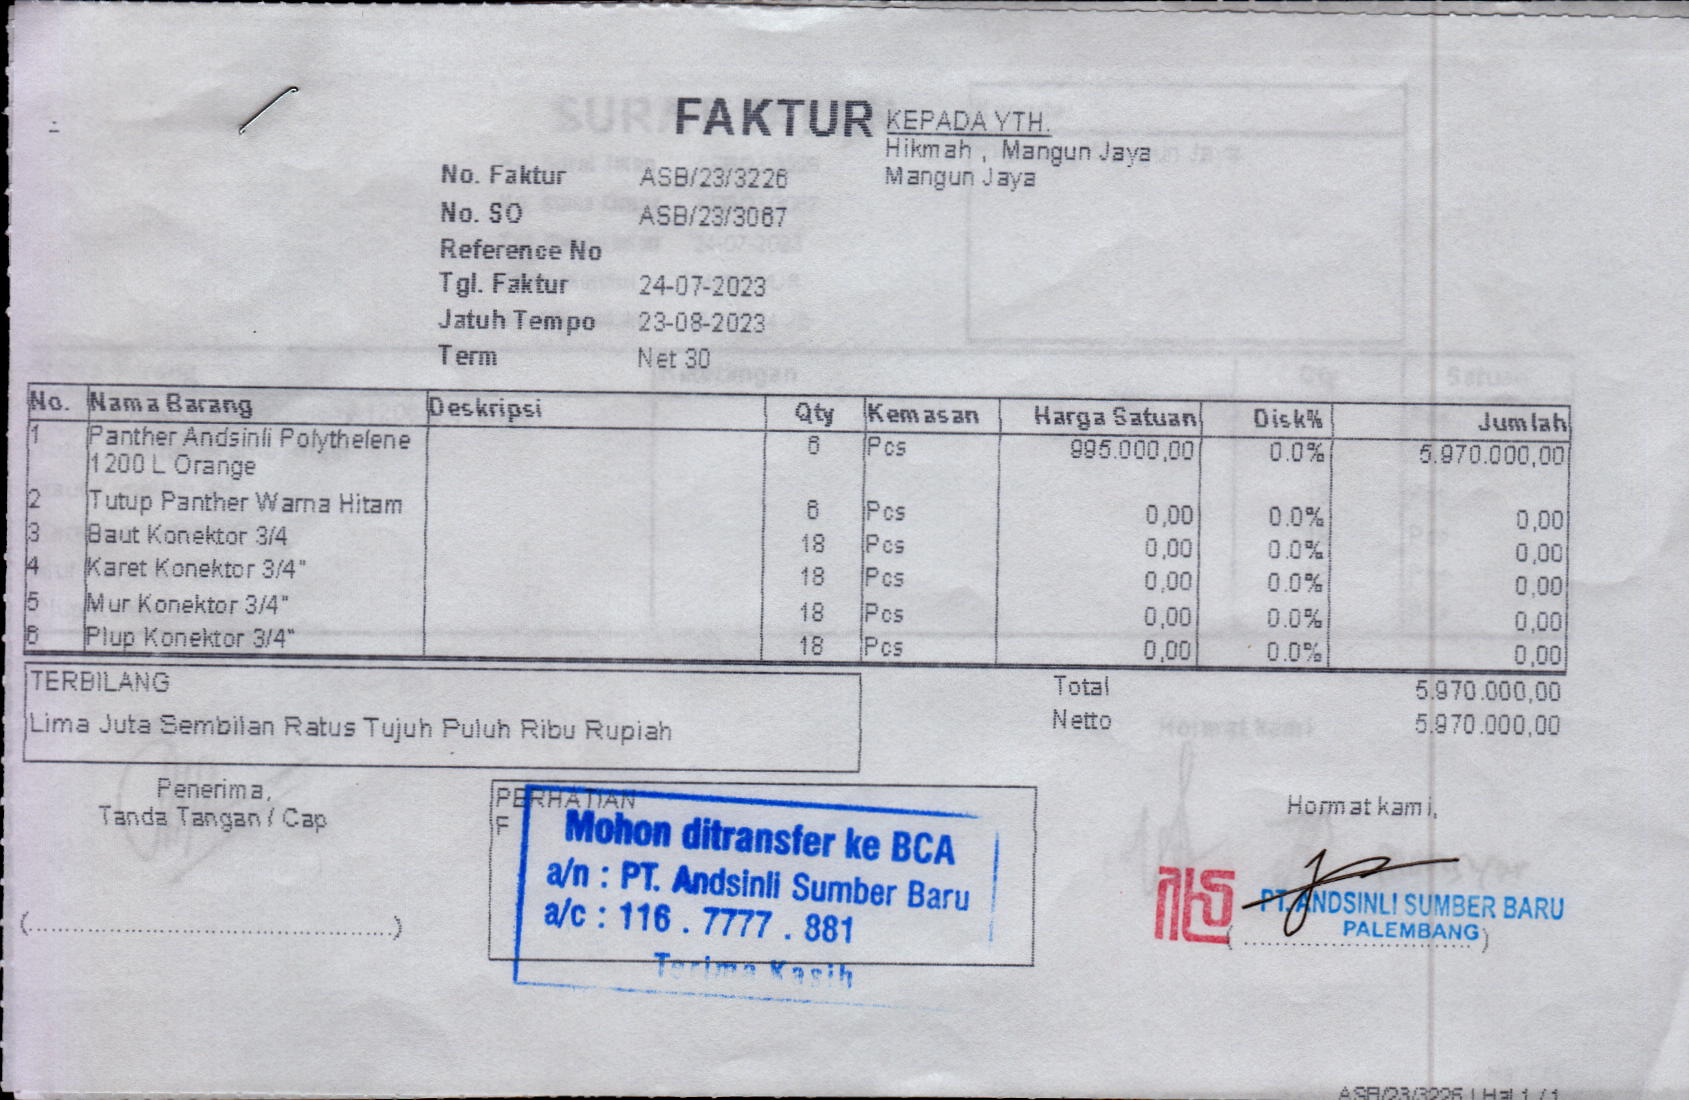 FAKTUR
KEPADA YTH.
Hikmah , Mangun Jaya
Mangun Jaya
No. Faktur ASB/23/3226
No. SO ASB/23/3067
Reference No
Tgl. Faktur 24-07-2023
Jatuh Tempo 23-08-2023
Term Net 30
No. Nama Barang Deskripsi Qty Kemasan Harga Satuan Disk% Jumlah
1 Panther Andsinli Polythelene 6 Pcs 995.000,00 0.0% 5.970.000,00
1200 L Orange
2 Tutup Panther Warna Hitam 6 Pcs 0,00 0.0% 0,00
3 Baut Konektor 3/4 18 Pcs 0,00 0.0% 0,00
4 Karet Konektor 3/4" 18 Pcs 0,00 0.0% 0,00
5 Mur Konektor 3/4" 18 Pcs 0,00 0.0% 0,00
6 Plup Konektor 3/4" 18 Pcs 0,00 0.0% 0,00
TERBILANG
Lima Juta Sembilan Ratus Tujuh Puluh Ribu Rupiah
Total 5.970.000,00
Netto 5.970.000,00
Penerima,
Tanda Tangan / Cap
(..........)
PERHATIAN
F
Mohon ditransfer ke BCA
a/n : PT. Andsinli Sumber Baru
a/c : 116 . 7777 . 881
Terima Kasih
Hormat kami,
PT. ANDSINLI SUMBER BARU
PALEMBANG
(..........)
ASB/23/3226 | Hal 1 / 1